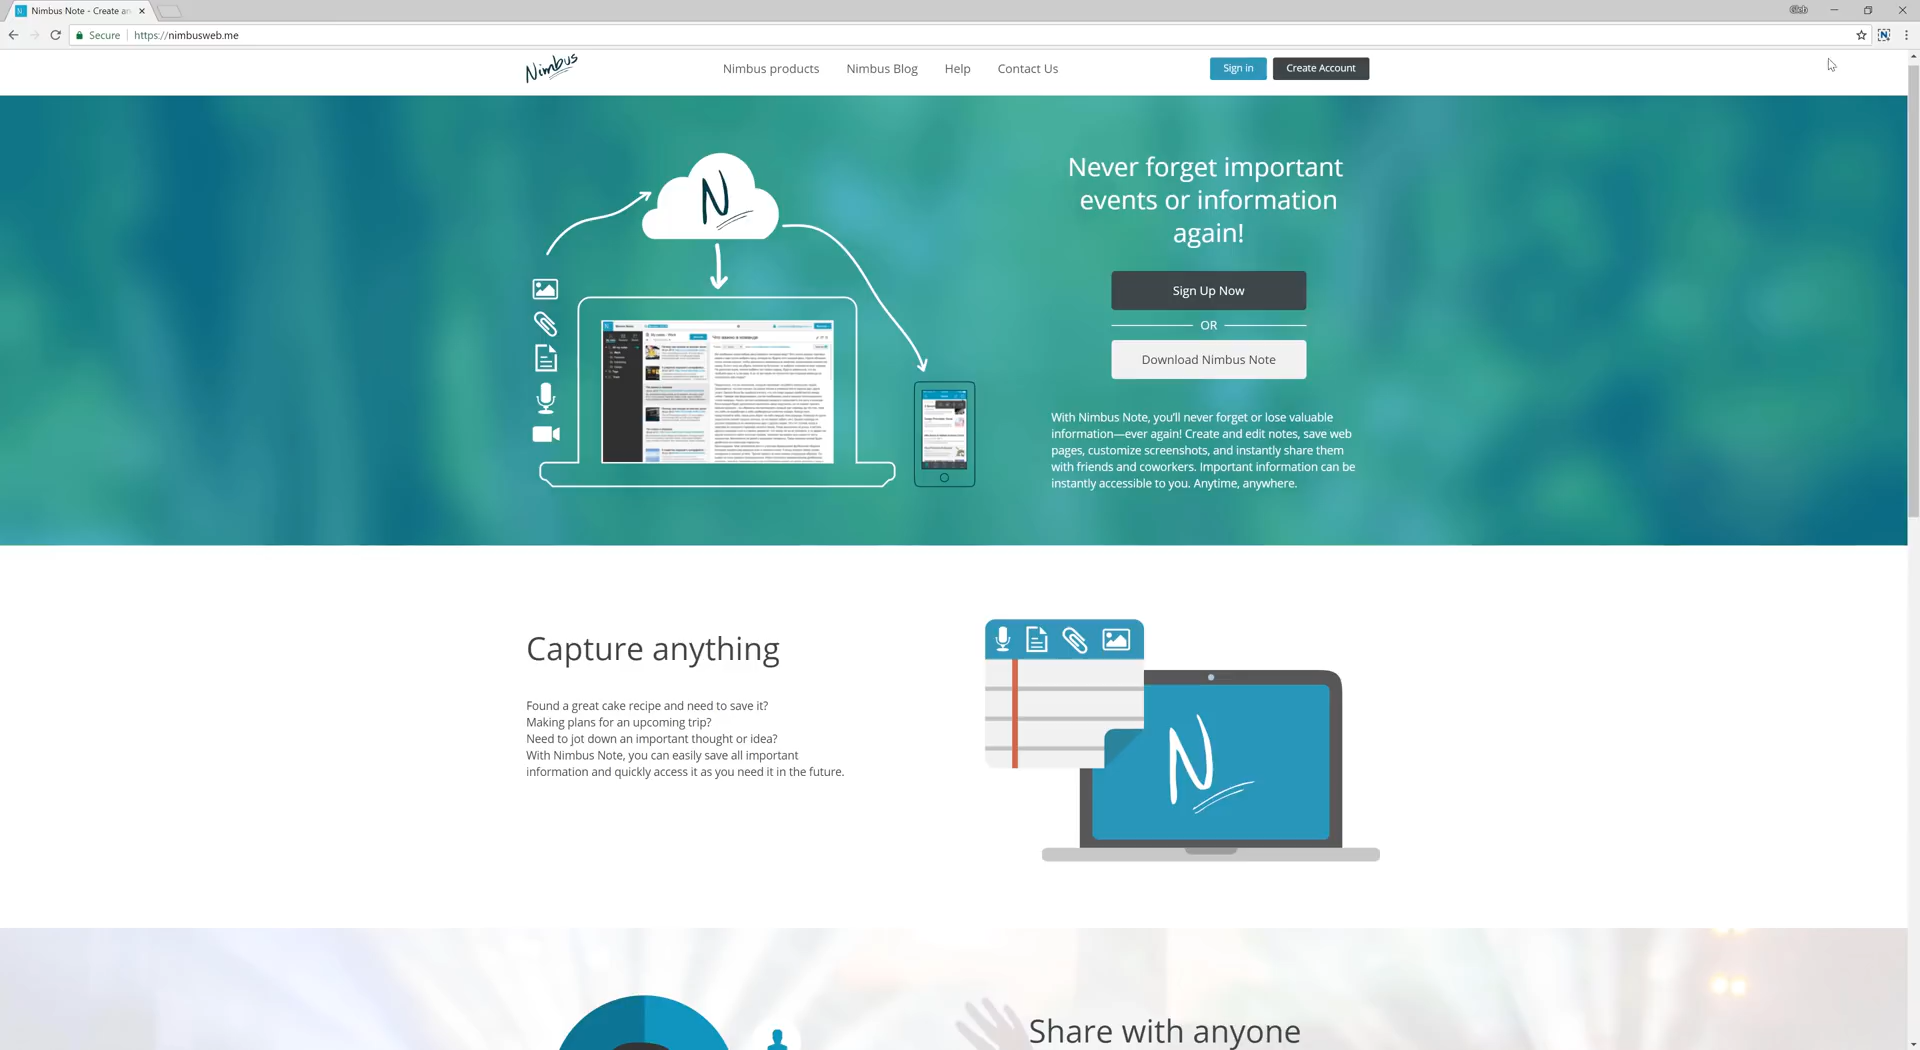 Nimbus Note - Create an
Gleb
Secure
https://nimbusweb.me
Nimbus
Nimbus products
Nimbus Blog
Help
Contact Us
Sign in
Create Account
N
Never forget important
events or information
again!
Sign Up Now
OR
Download Nimbus Note
With Nimbus Note, you'll never forget or lose valuable
information—ever again! Create and edit notes, save web
pages, customize screenshots, and instantly share them
with friends and coworkers. Important information can be
instantly accessible to you. Anytime, anywhere.
Capture anything
Found a great cake recipe and need to save it?
Making plans for an upcoming trip?
Need to jot down an important thought or idea?
With Nimbus Note, you can easily save all important
information and quickly access it as you need it in the future.
N
Share with anyone